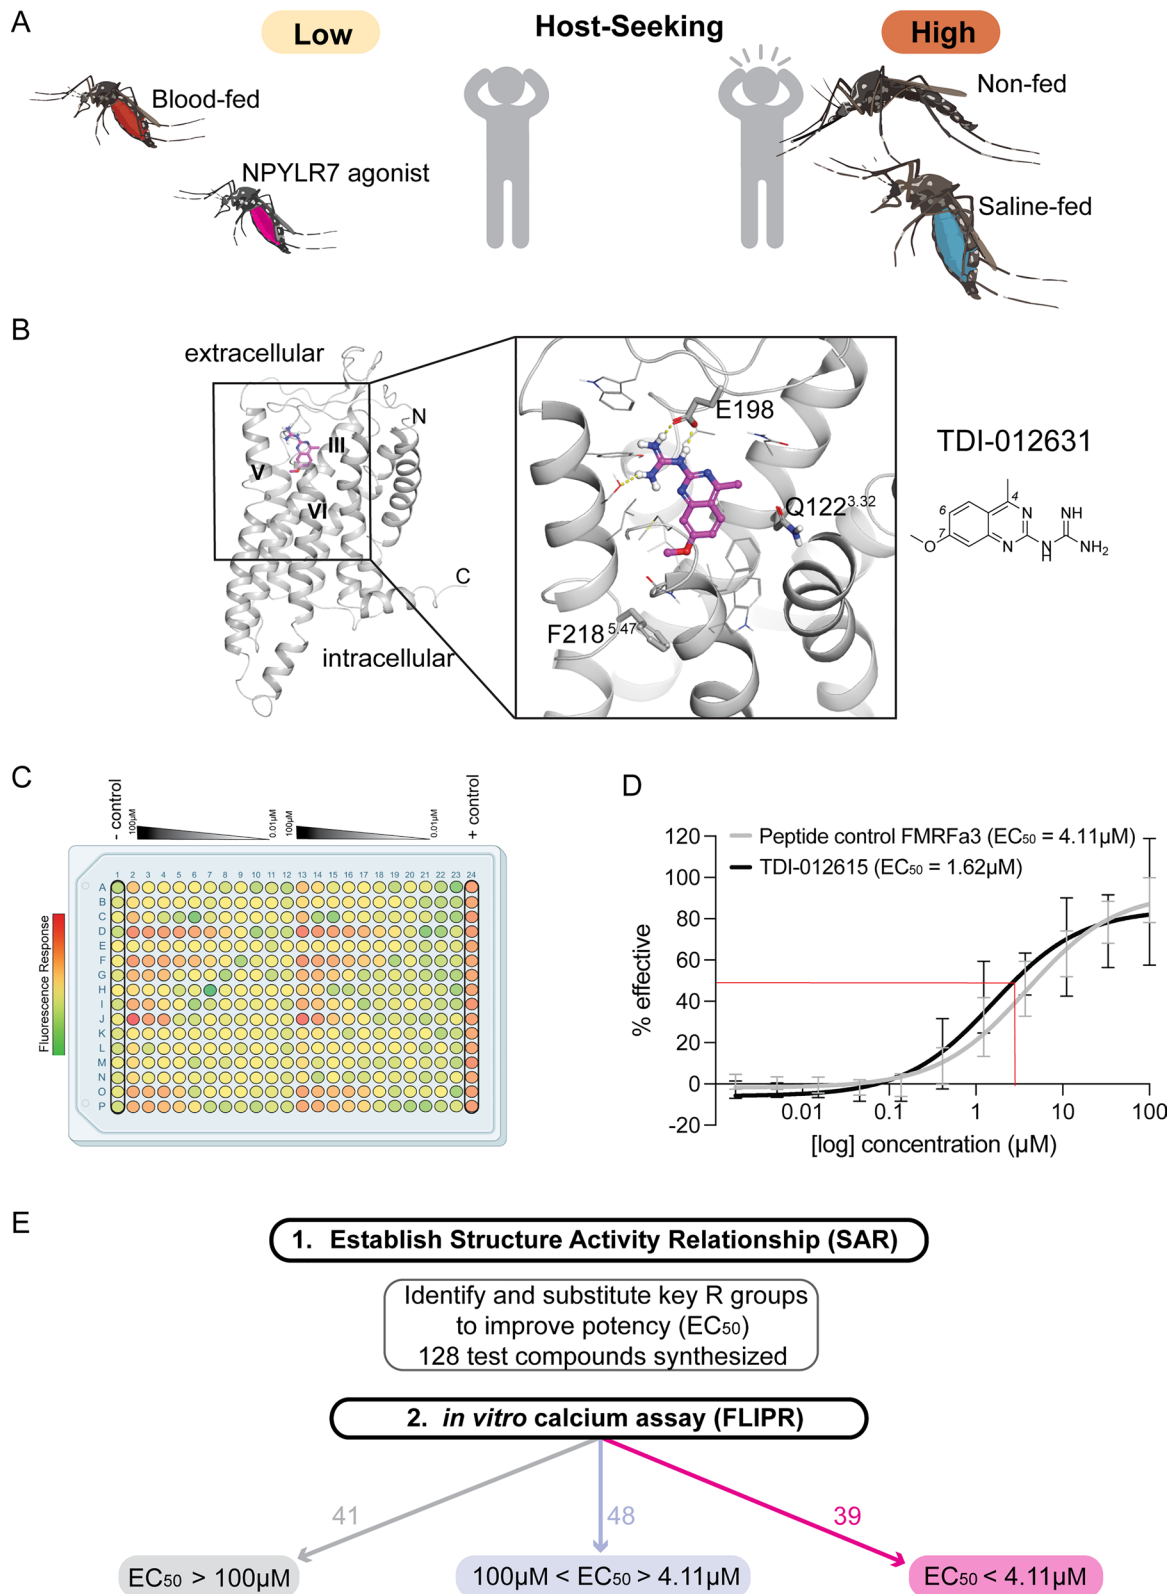 A
Low
Host-Seeking
High
Blood-fed
Non-fed
NPYLR7 agonist
Saline-fed
B
extracellular
N
III
V
VI
C
intracellular
E198
Q122 3.32
F218 5.47
TDI-012631
4
6
7
O
N
N
N
H
NH
NH2
C
- control
100µM
0.01µM
100µM
0.01µM
+ control
1 2 3 4 5 6 7 8 9 10 11 12 13 14 15 16 17 18 19 20 21 22 23 24
A
B
C
D
E
F
G
H
I
J
K
L
M
N
O
P
Fluorescence Response
D
Peptide control FMRFa3 (EC50 = 4.11µM)
TDI-012615 (EC50 = 1.62µM)
120
100
80
60
40
20
0
-20
% effective
0.01 0.1 1 10 100
[log] concentration (µM)
E
1. Establish Structure Activity Relationship (SAR)
Identify and substitute key R groups
to improve potency (EC50)
128 test compounds synthesized
2. in vitro calcium assay (FLIPR)
41
48
39
EC50 > 100µM
100µM < EC50 > 4.11µM
EC50 < 4.11µM